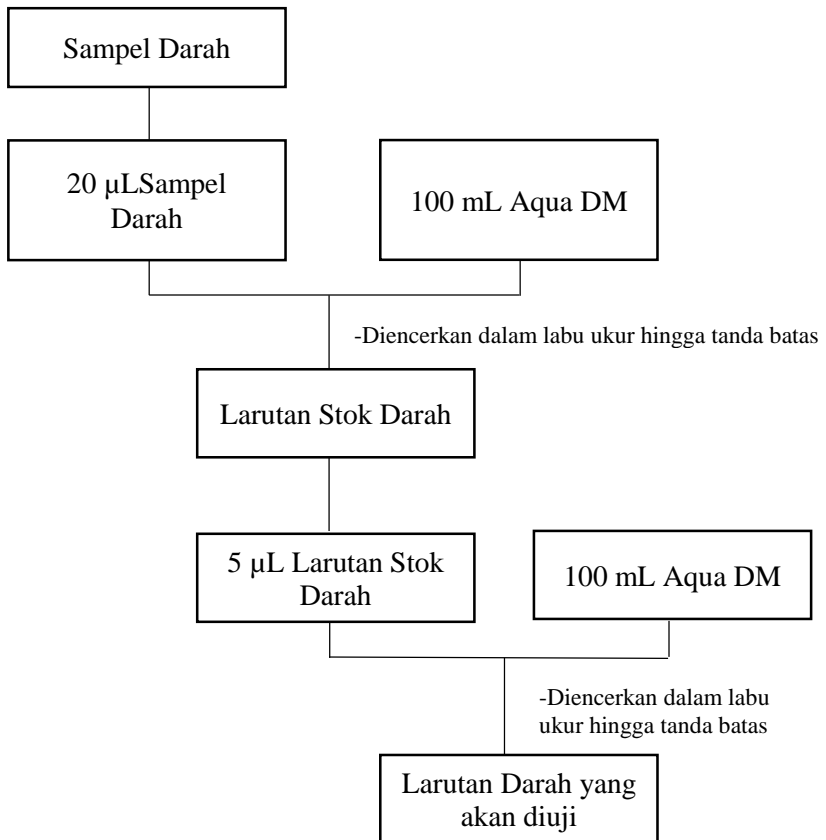 Sampel Darah
20 µLSampel
Darah
100 mL Aqua DM
-Diencerkan dalam labu ukur hingga tanda batas
Larutan Stok Darah
5 µL Larutan Stok
Darah
100 mL Aqua DM
-Diencerkan dalam labu
ukur hingga tanda batas
Larutan Darah yang
akan diuji